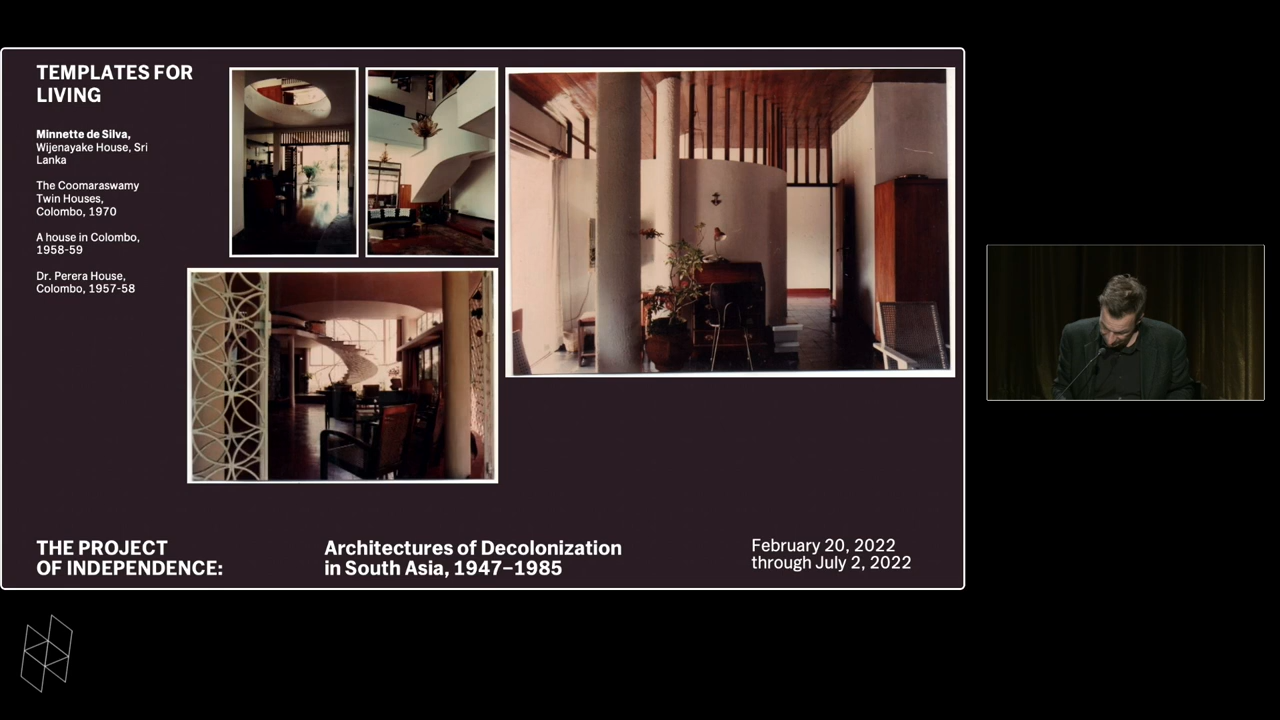 TEMPLATES FOR
LIVING
Minnette de Silva,
Wijenayake House, Sri
Lanka
The Coomaraswamy
Twin Houses,
Colombo, 1970
A house in Colombo,
1958-59
Dr. Perera House,
Colombo, 1957-58
THE PROJECT
OF INDEPENDENCE:
Architectures of Decolonization
in South Asia, 1947–1985
February 20, 2022
through July 2, 2022